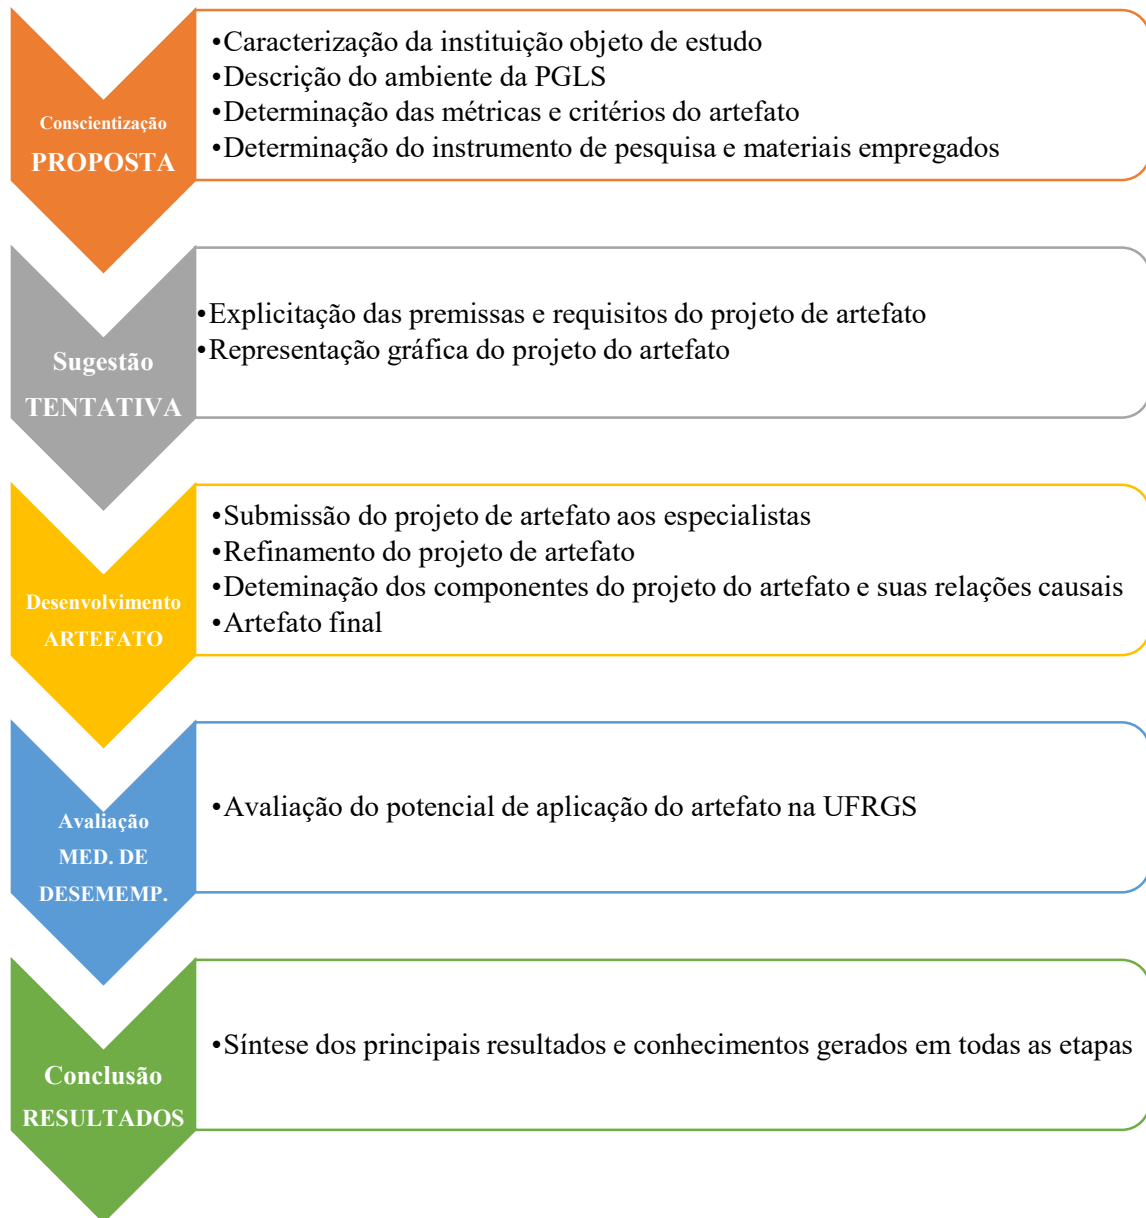 Conscientização
PROPOSTA
•Caracterização da instituição objeto de estudo
•Descrição do ambiente da PGLS
•Determinação das métricas e critérios do artefato
•Determinação do instrumento de pesquisa e materiais empregados
Sugestão
TENTATIVA
•Explicitação das premissas e requisitos do projeto de artefato
•Representação gráfica do projeto do artefato
Desenvolvimento
ARTEFATO
•Submissão do projeto de artefato aos especialistas
•Refinamento do projeto de artefato
•Deteminação dos componentes do projeto do artefato e suas relações causais
•Artefato final
Avaliação
MED. DE
DESEMEMP.
•Avaliação do potencial de aplicação do artefato na UFRGS
Conclusão
RESULTADOS
•Síntese dos principais resultados e conhecimentos gerados em todas as etapas